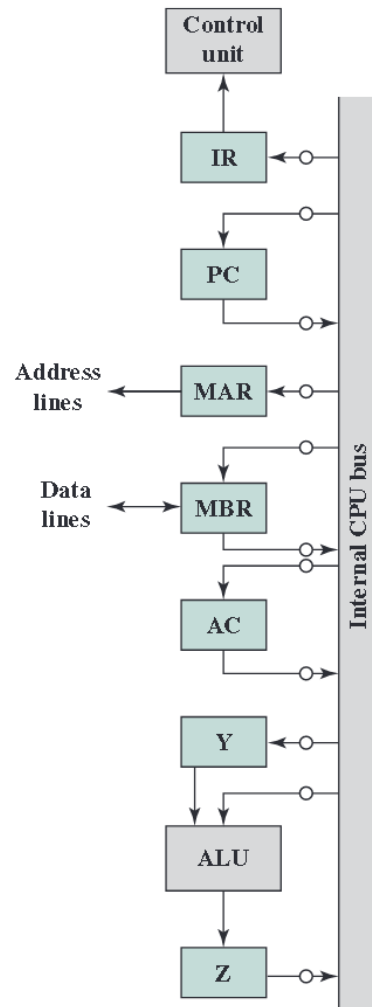 Control
unit
IR
PC
Address
lines
MAR
Data
lines
MBR
AC
Y
ALU
Z
Internal CPU bus